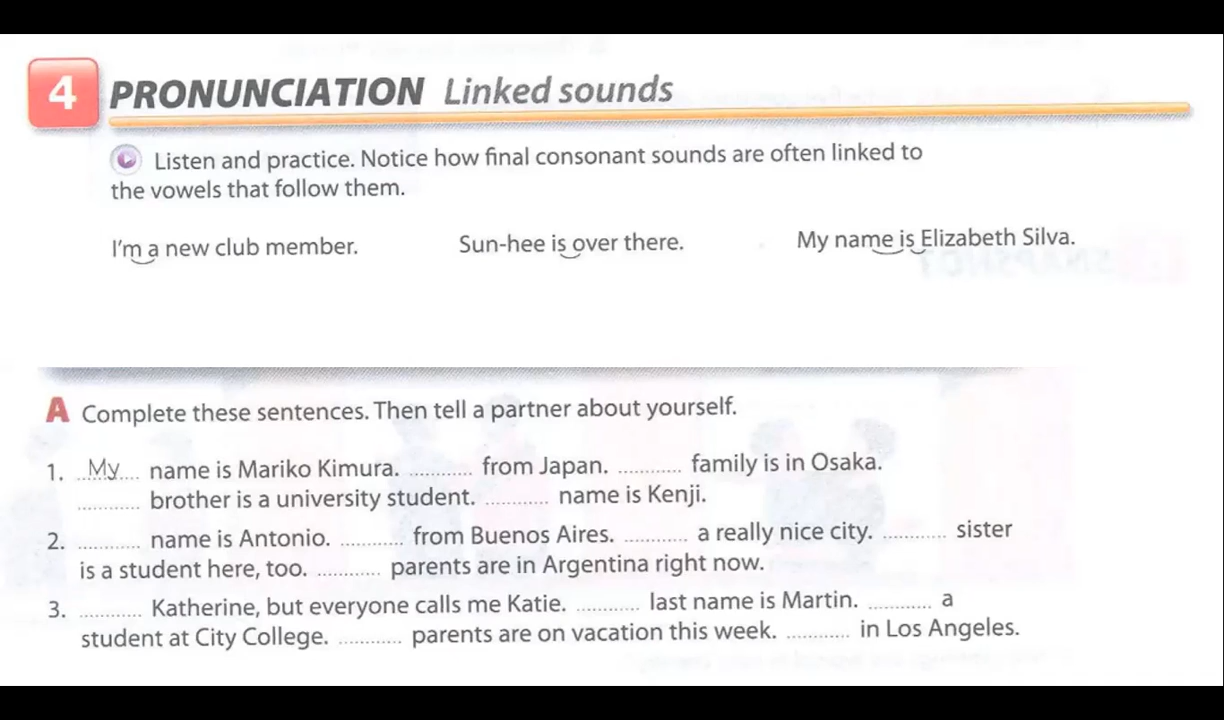 4 PRONUNCIATION Linked sounds
Listen and practice. Notice how final consonant sounds are often linked to
the vowels that follow them.
I'm a new club member. Sun-hee is over there. My name is Elizabeth Silva.
A Complete these sentences. Then tell a partner about yourself.
1. ...My... name is Mariko Kimura. ............ from Japan. ............ family is in Osaka.
............ brother is a university student. ............ name is Kenji.
2. ............ name is Antonio. ............ from Buenos Aires. ............ a really nice city. ............ sister
is a student here, too. ............ parents are in Argentina right now.
3. ............ Katherine, but everyone calls me Katie. ............ last name is Martin. ............ a
student at City College. ............ parents are on vacation this week. ............ in Los Angeles.